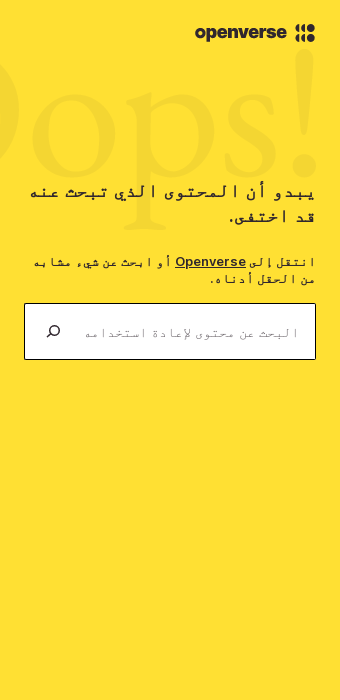 openverse
Oops!
يبدو أن المحتوى الذي تبحث عنه
قد اختفى.
انتقل إلى Openverse أو ابحث عن شيء مشابه
من الحقل أدناه.
البحث عن محتوى لإعادة استخدامه